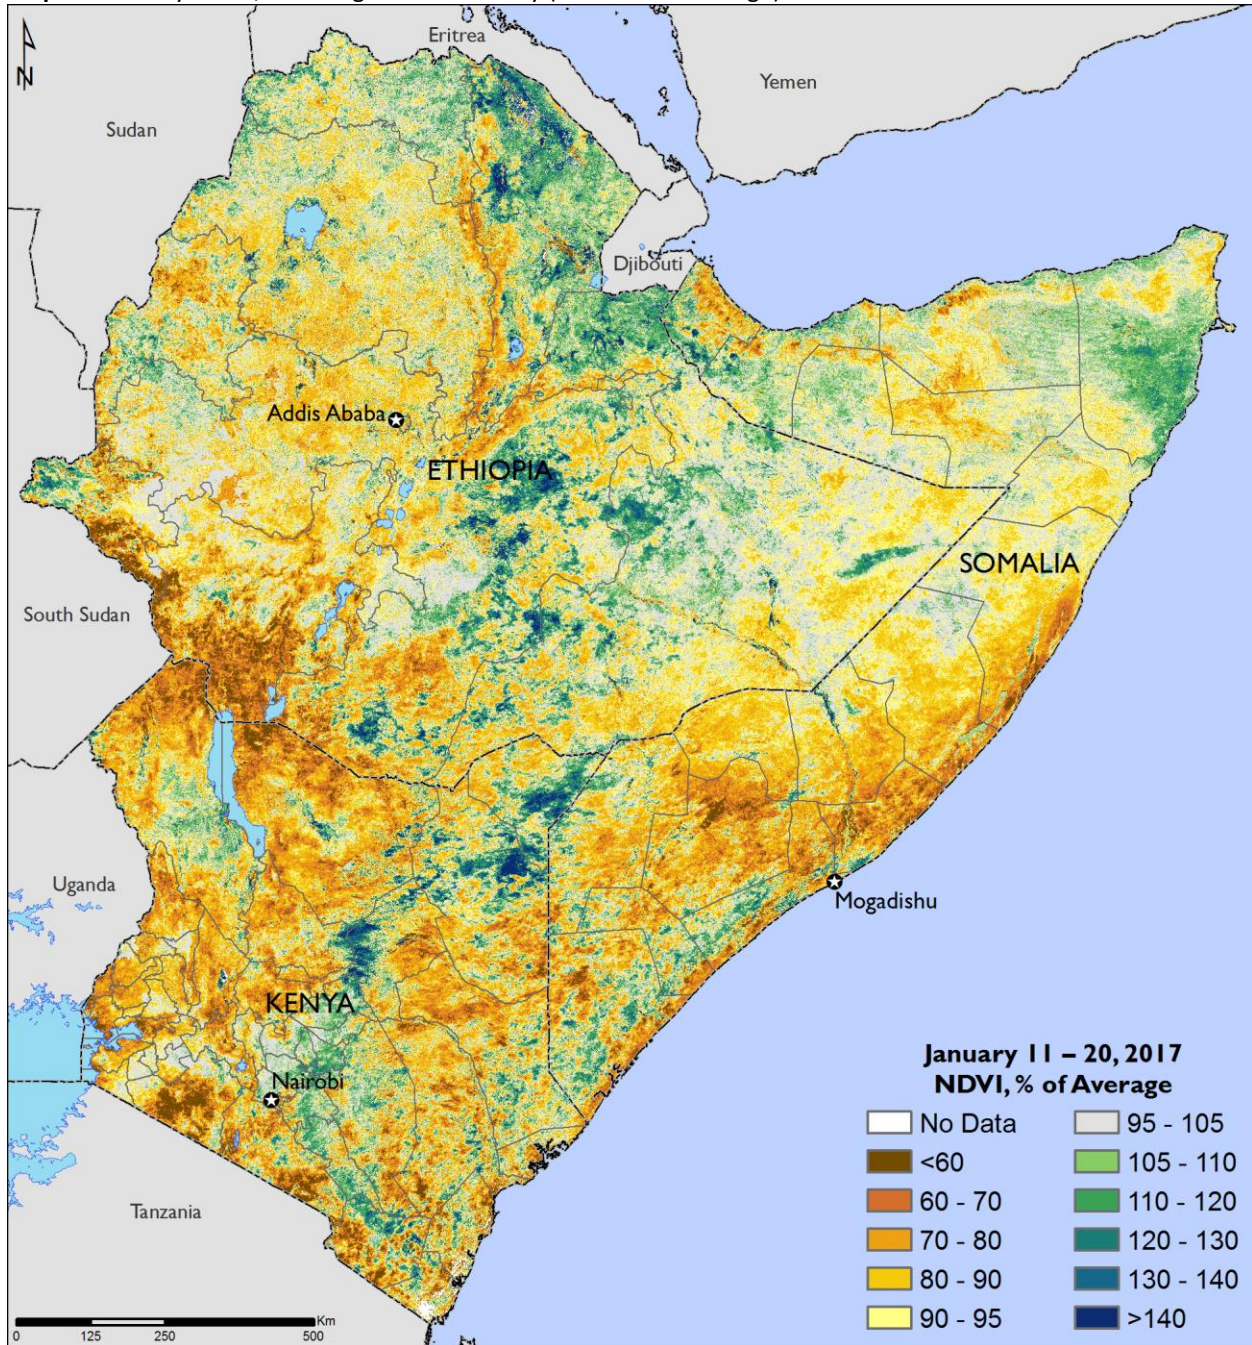 Eritrea
Yemen
N
Sudan
Djibouti
Addis Ababa
ETHIOPIA
SOMALIA
South Sudan
Uganda
Mogadishu
KENYA
Nairobi
Tanzania
January 11 – 20, 2017
NDVI, % of Average
No Data
<60
60 - 70
70 - 80
80 - 90
90 - 95
95 - 105
105 - 110
110 - 120
120 - 130
130 - 140
>140
Km
0 125 250 500